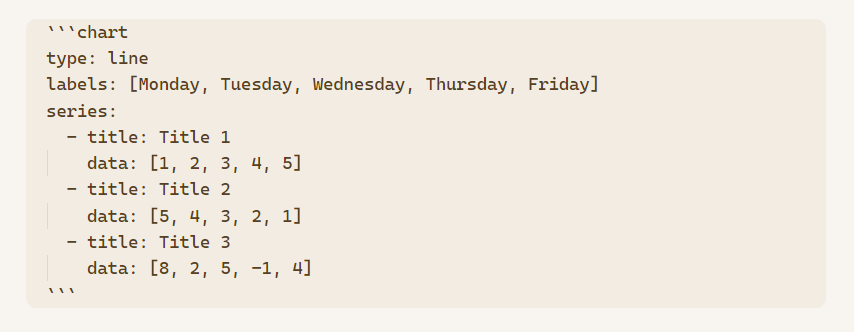 ```chart
type: line
labels: [Monday, Tuesday, Wednesday, Thursday, Friday]
series:
  - title: Title 1
    data: [1, 2, 3, 4, 5]
  - title: Title 2
    data: [5, 4, 3, 2, 1]
  - title: Title 3
    data: [8, 2, 5, -1, 4]
```